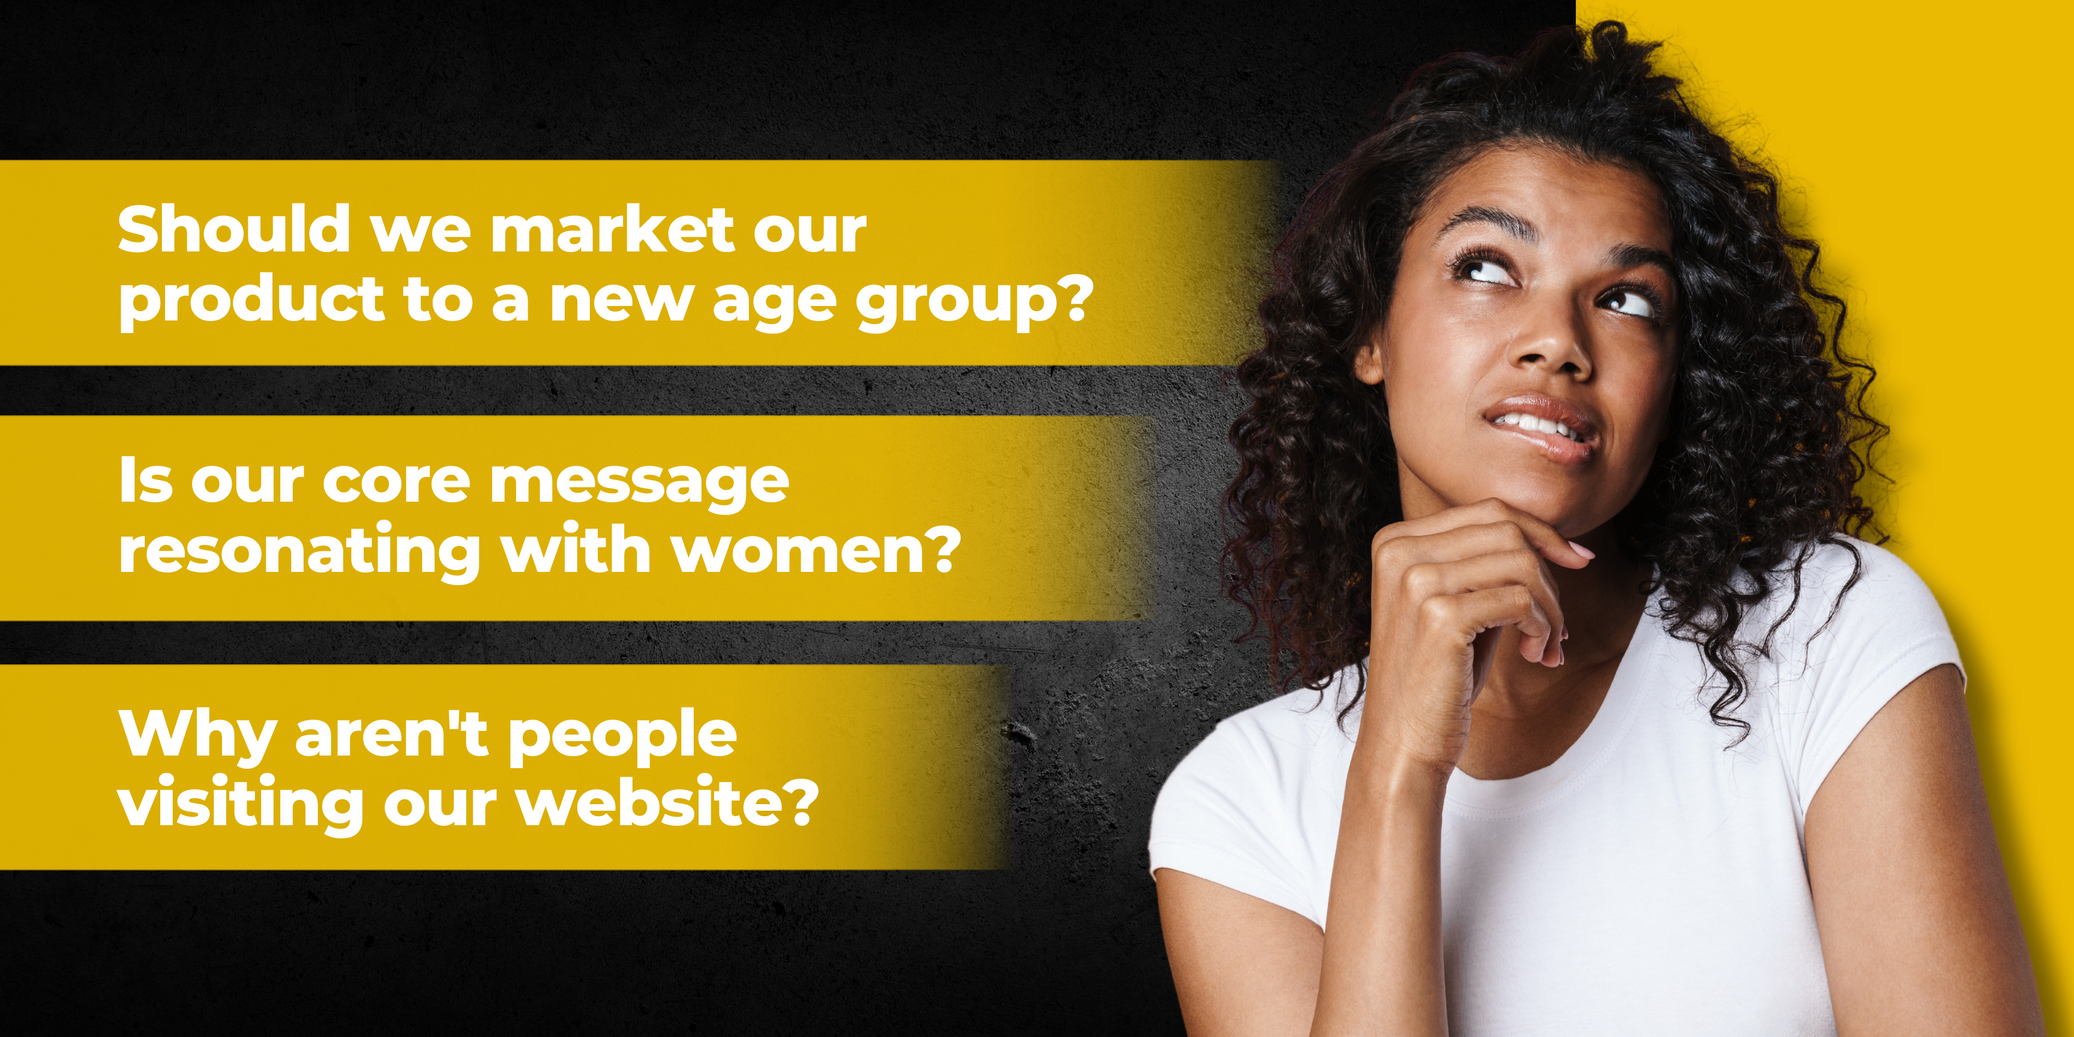 Should we market our
product to a new age group?
Is our core message
resonating with women?
Why aren't people
visiting our website?